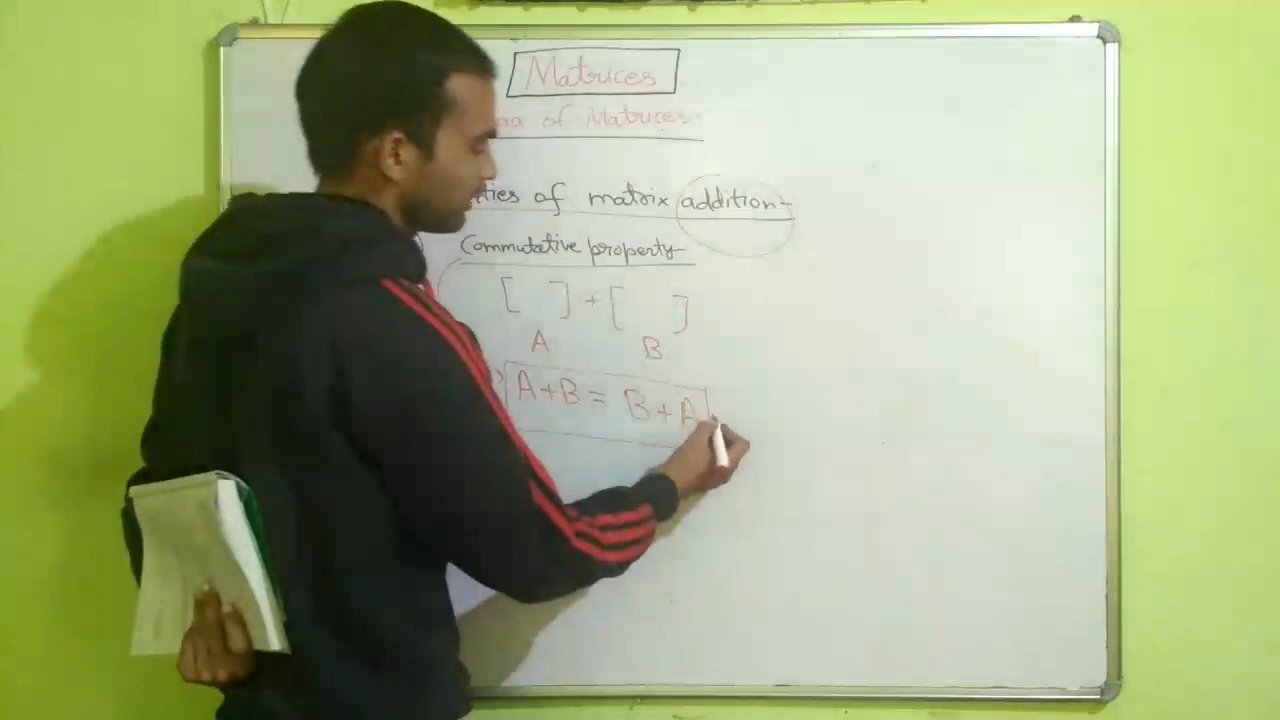 Matrices
of Matrices
of matrix addition-
Commutative property
[ ] + [ ]
A B
A+B = B+A